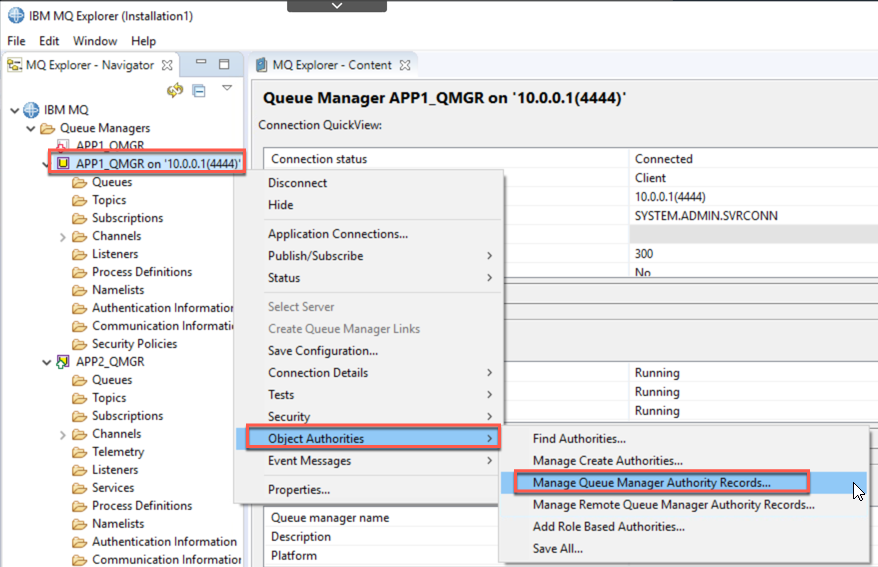 IBM MQ Explorer (Installation1)
File Edit Window Help
MQ Explorer - Navigator
IBM MQ
Queue Managers
APP1_QMGR
APP1_QMGR on '10.0.0.1(4444)'
Queues
Topics
Subscriptions
Channels
Listeners
Process Definitions
Namelists
Authentication Information
Communication Informati
Security Policies
APP2_QMGR
Queues
Topics
Subscriptions
Channels
Telemetry
Listeners
Services
Process Definitions
Namelists
Authentication Information
Communication Information
MQ Explorer - Content
Queue Manager APP1_QMGR on '10.0.0.1(4444)'
Connection QuickView:
Connection status Connected
Client
10.0.0.1(4444)
SYSTEM.ADMIN.SVRCONN
300
No
Running
Running
Running
Queue manager name
Description
Platform
Disconnect
Hide
Application Connections...
Publish/Subscribe
Status
Select Server
Create Queue Manager Links
Save Configuration...
Connection Details
Tests
Security
Object Authorities
Event Messages
Properties...
Find Authorities...
Manage Create Authorities...
Manage Queue Manager Authority Records...
Manage Remote Queue Manager Authority Records...
Add Role Based Authorities...
Save All...